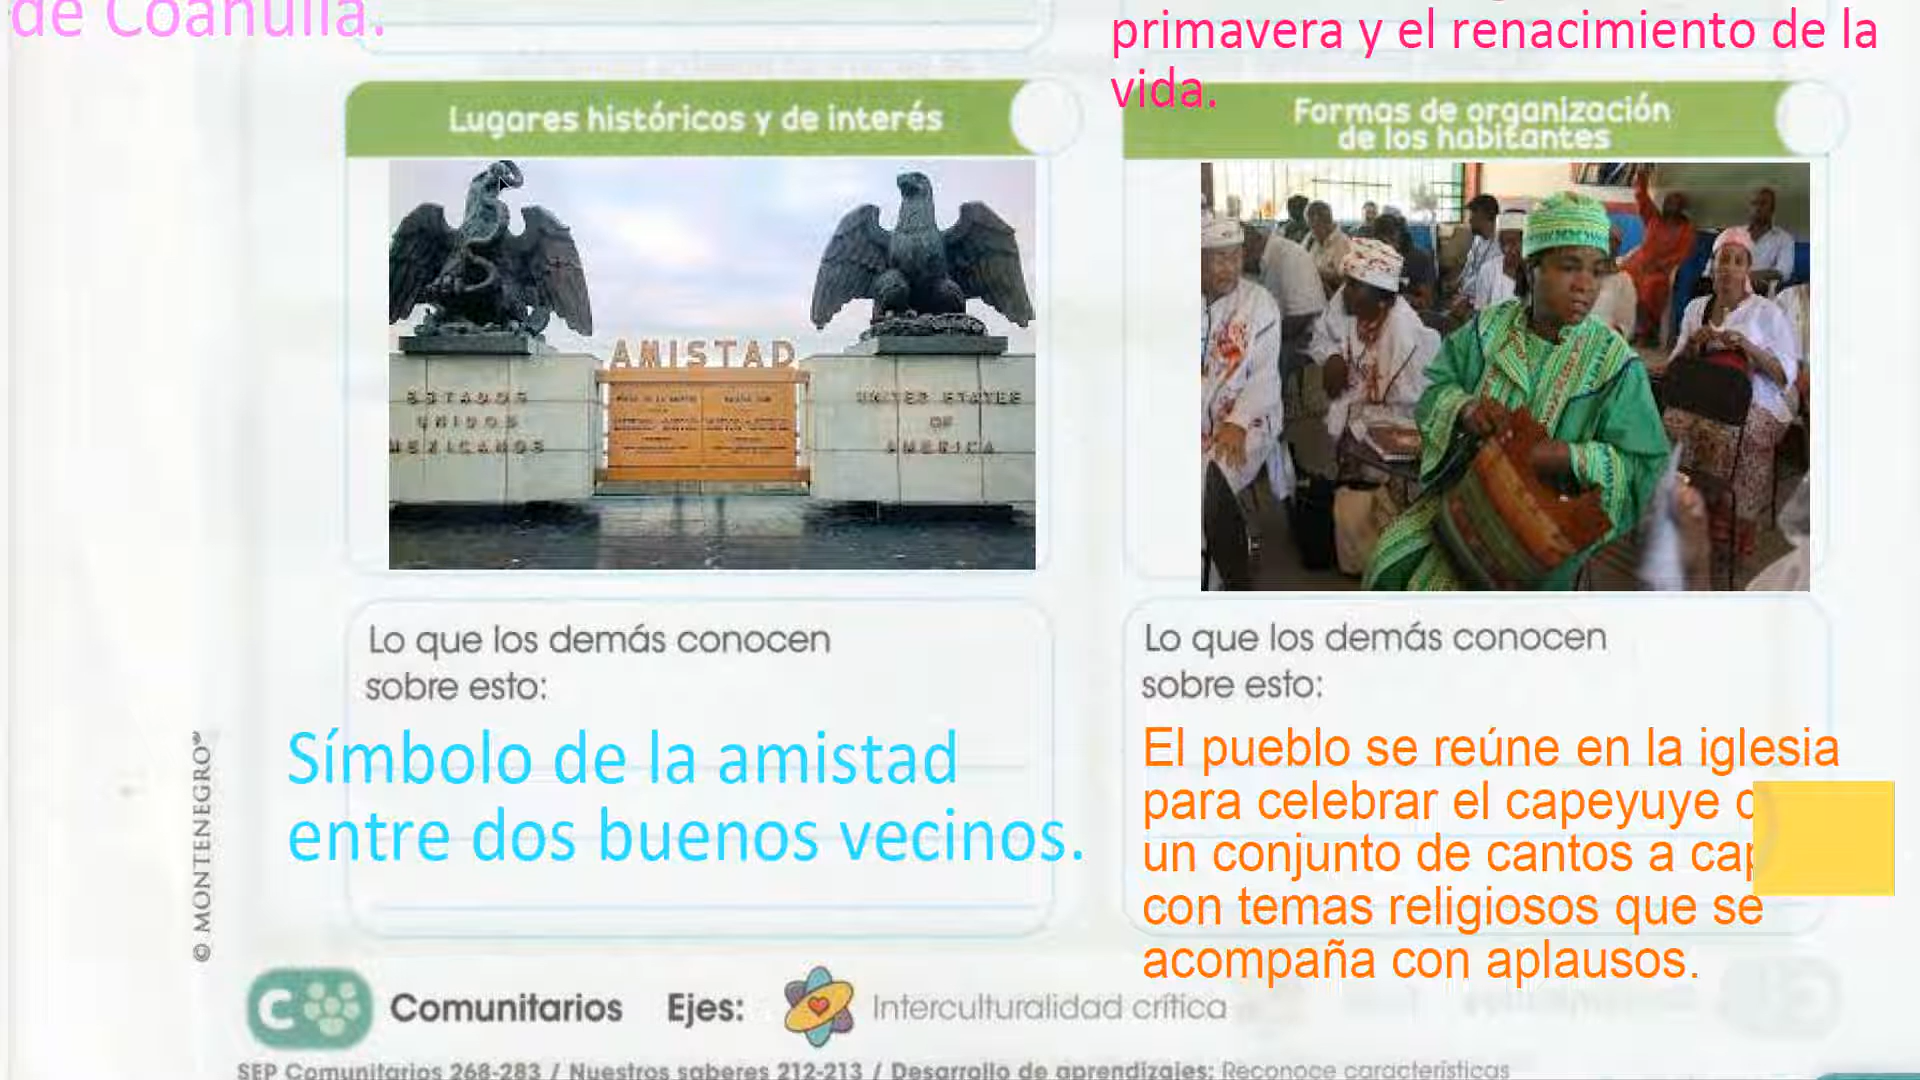 de Coahuila.
primavera y el renacimiento de la
vida.
Lugares históricos y de interés
Formas de organización
de los habitantes
AMISTAD
ESTADOS
UNIDOS
MEXICANOS
UNITED STATES
OF
AMERICA
Lo que los demás conocen
sobre esto:
Símbolo de la amistad
entre dos buenos vecinos.
Lo que los demás conocen
sobre esto:
El pueblo se reúne en la iglesia
para celebrar el capeyuye
un conjunto de cantos a
con temas religiosos que se
acompaña con aplausos.
© MONTENEGRO
C Comunitarios Ejes: Interculturalidad crítica
SEP Comunitarios 268-283 / Nuestros saberes 212-213 / Desarrollo de aprendizajes: Reconoce características